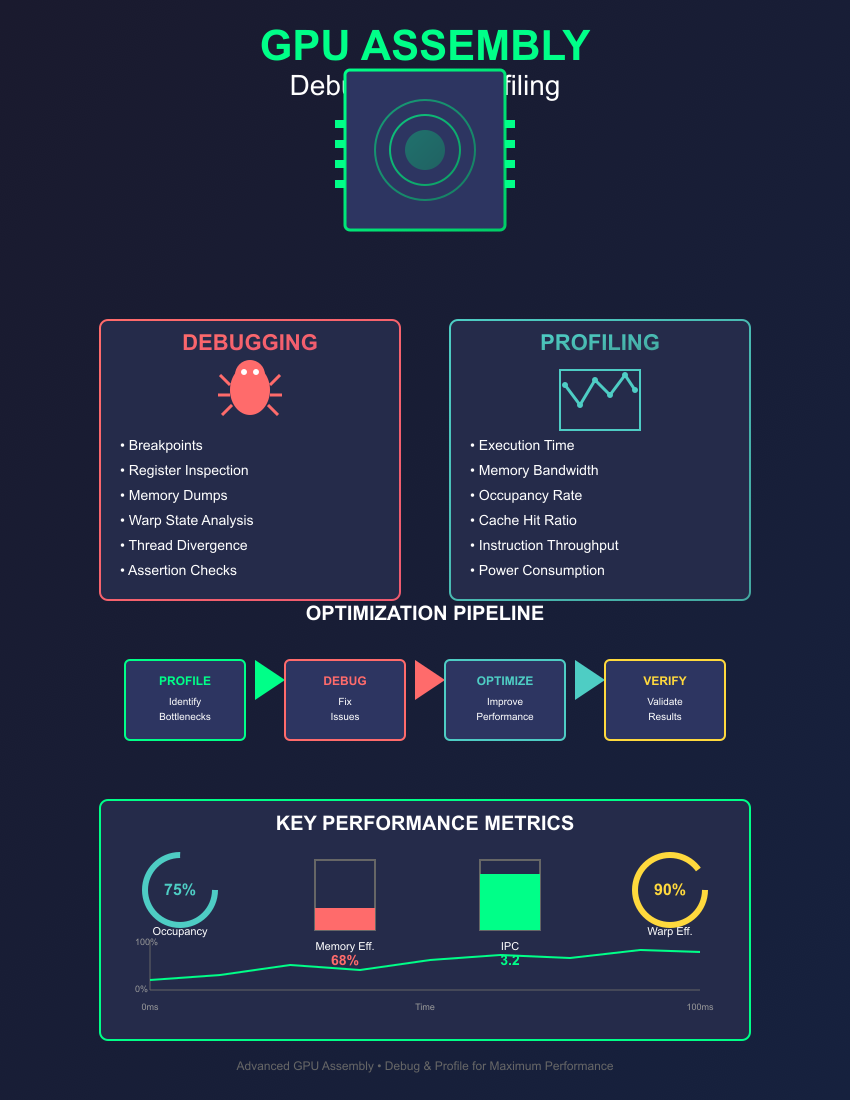 GPU ASSEMBLY
Debu filing
DEBUGGING
• Breakpoints
• Register Inspection
• Memory Dumps
• Warp State Analysis
• Thread Divergence
• Assertion Checks
PROFILING
• Execution Time
• Memory Bandwidth
• Occupancy Rate
• Cache Hit Ratio
• Instruction Throughput
• Power Consumption
OPTIMIZATION PIPELINE
PROFILE
Identify
Bottlenecks
DEBUG
Fix
Issues
OPTIMIZE
Improve
Performance
VERIFY
Validate
Results
KEY PERFORMANCE METRICS
75%
Occupancy
Memory Eff.
68%
IPC
3.2
90%
Warp Eff.
100%
0%
0ms
Time
100ms
Advanced GPU Assembly • Debug & Profile for Maximum Performance